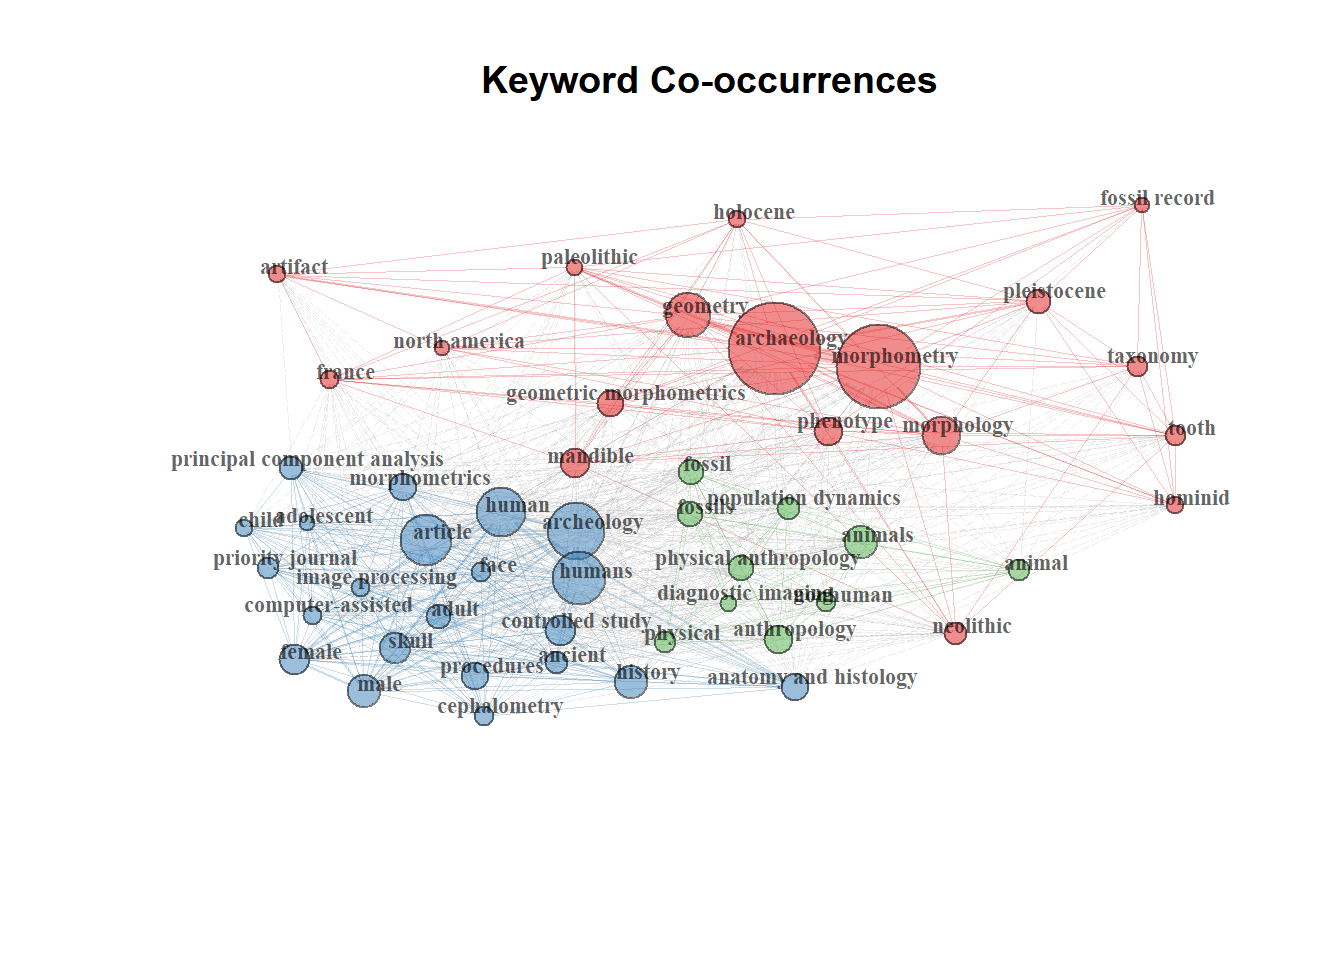 Keyword Co-occurrences
fossil record
holocene
paleolithic
artifact
pleistocene
geometry
archaeology
north america
morphometry
taxonomy
france
geometric morphometrics
phenotype
morphology
tooth
mandible
principal component analysis
fossil
morphometrics
hominid
population dynamics
human
fossils
child
adolescent
archeology
article
animals
priority journal
face
physical anthropology
animal
image processing
humans
diagnostic imaging
nonhuman
computer-assisted
adult
controlled study
neolithic
skull
physical
anthropology
female
ancient
procedures
history
anatomy and histology
male
cephalometry